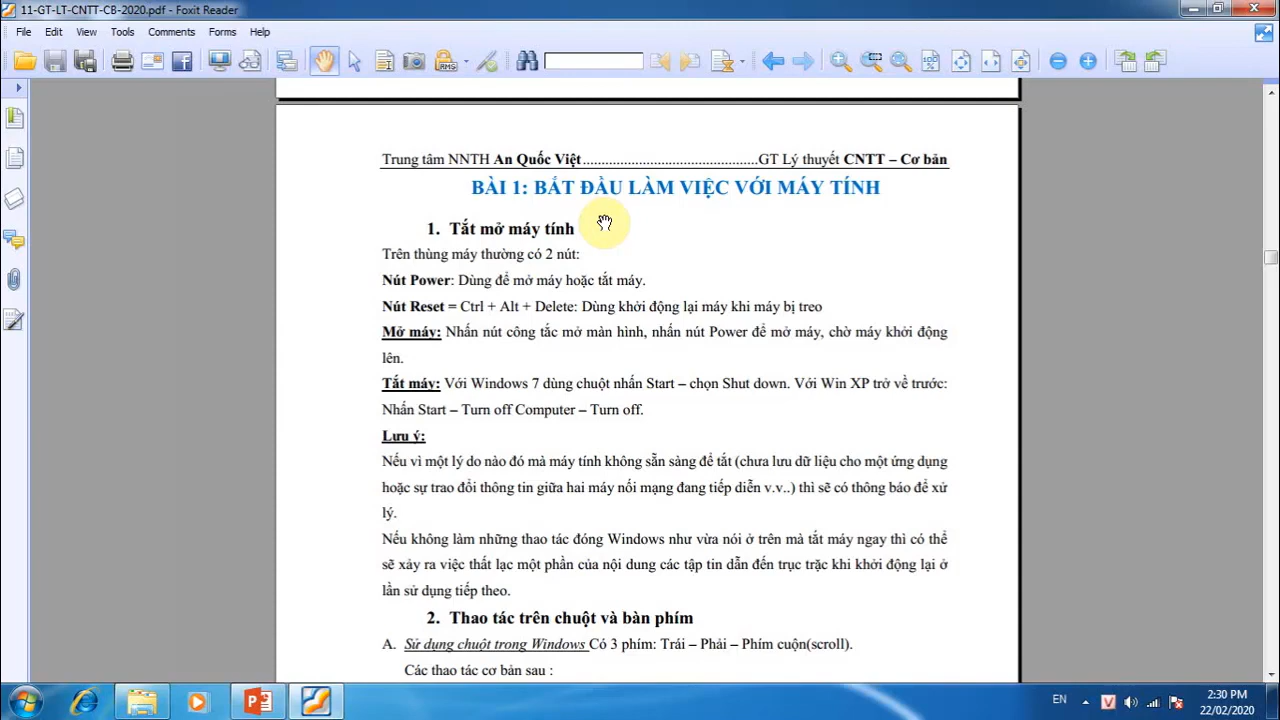 11-GT-LT-CNTT-CB-2020.pdf - Foxit Reader
File Edit View Tools Comments Forms Help
Trung tâm NNTH An Quốc Việt................................................GT Lý thuyết CNTT – Cơ bản
BÀI 1: BẮT ĐẦU LÀM VIỆC VỚI MÁY TÍNH
1. Tắt mở máy tính
Trên thùng máy thường có 2 nút:
Nút Power: Dùng để mở máy hoặc tắt máy.
Nút Reset = Ctrl + Alt + Delete: Dùng khởi động lại máy khi máy bị treo
Mở máy: Nhấn nút công tắc mở màn hình, nhấn nút Power để mở máy, chờ máy khởi động
lên.
Tắt máy: Với Windows 7 dùng chuột nhấn Start – chọn Shut down. Với Win XP trở về trước:
Nhấn Start – Turn off Computer – Turn off.
Lưu ý:
Nếu vì một lý do nào đó mà máy tính không sẵn sàng để tắt (chưa lưu dữ liệu cho một ứng dụng
hoặc sự trao đổi thông tin giữa hai máy nối mạng đang tiếp diễn v.v..) thì sẽ có thông báo để xử
lý.
Nếu không làm những thao tác đóng Windows như vừa nói ở trên mà tắt máy ngay thì có thể
sẽ xảy ra việc thất lạc một phần của nội dung các tập tin dẫn đến trục trặc khi khởi động lại ở
lần sử dụng tiếp theo.
2. Thao tác trên chuột và bàn phím
A. Sử dụng chuột trong Windows Có 3 phím: Trái – Phải – Phím cuộn(scroll).
Các thao tác cơ bản sau :
EN
2:30 PM
22/02/2020